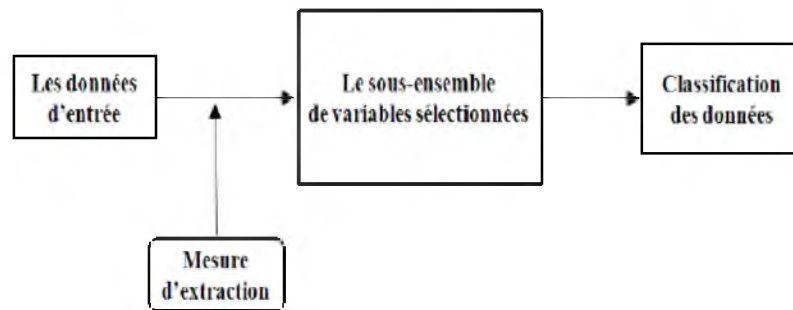 Les données
d'entrée
Le sous-ensemble
de variables sélectionnées
Classification
des données
Mesure
d'extraction